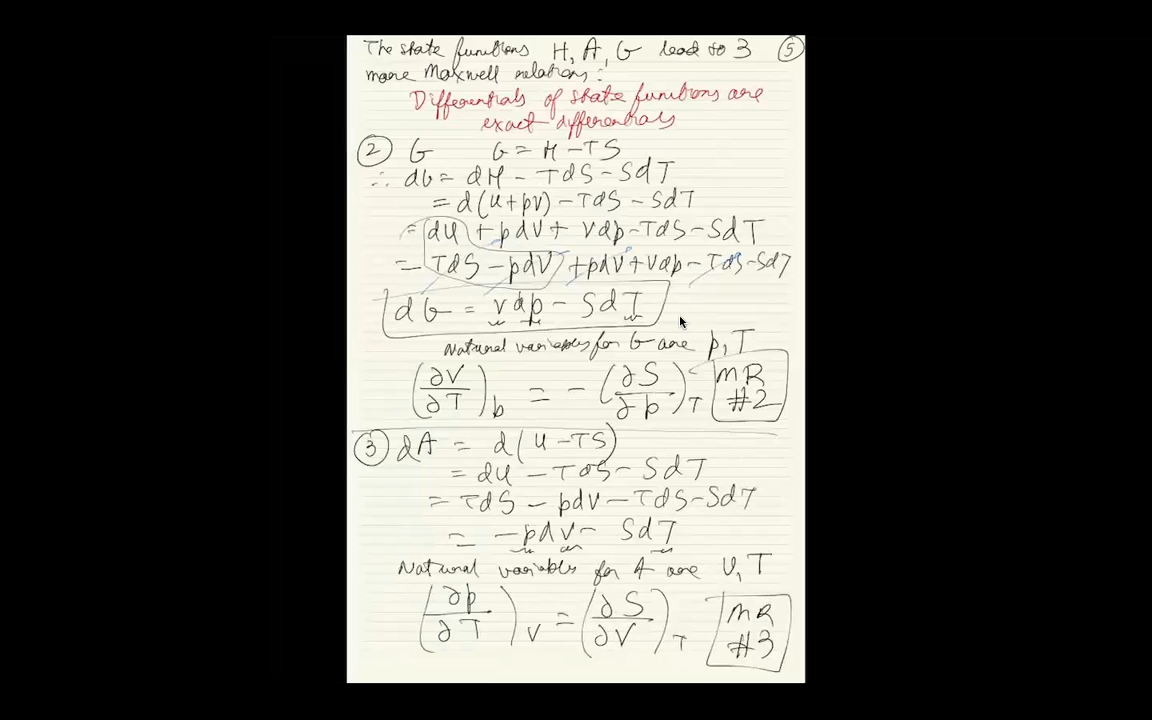 The state functions H, A, G lead to 3 ⑤
more Maxwell relations:
Differentials of state functions are
exact differentials
② G G = H - TS
∴ dG = dH - TdS - SdT
= d(U + pV) - TdS - SdT
= dU + pdV + Vdp - TdS - SdT
= TdS - pdV + pdV + Vdp - TdS - SdT
dG = Vdp - SdT
Natural variables for G are p, T
(∂V/∂T)p = - (∂S/∂p)T MR #2
③ dA = d(U - TS)
= dU - TdS - SdT
= TdS - pdV - TdS - SdT
= -pdV - SdT
Natural variables for A are V, T
(∂p/∂T)V = (∂S/∂V)T MR #3